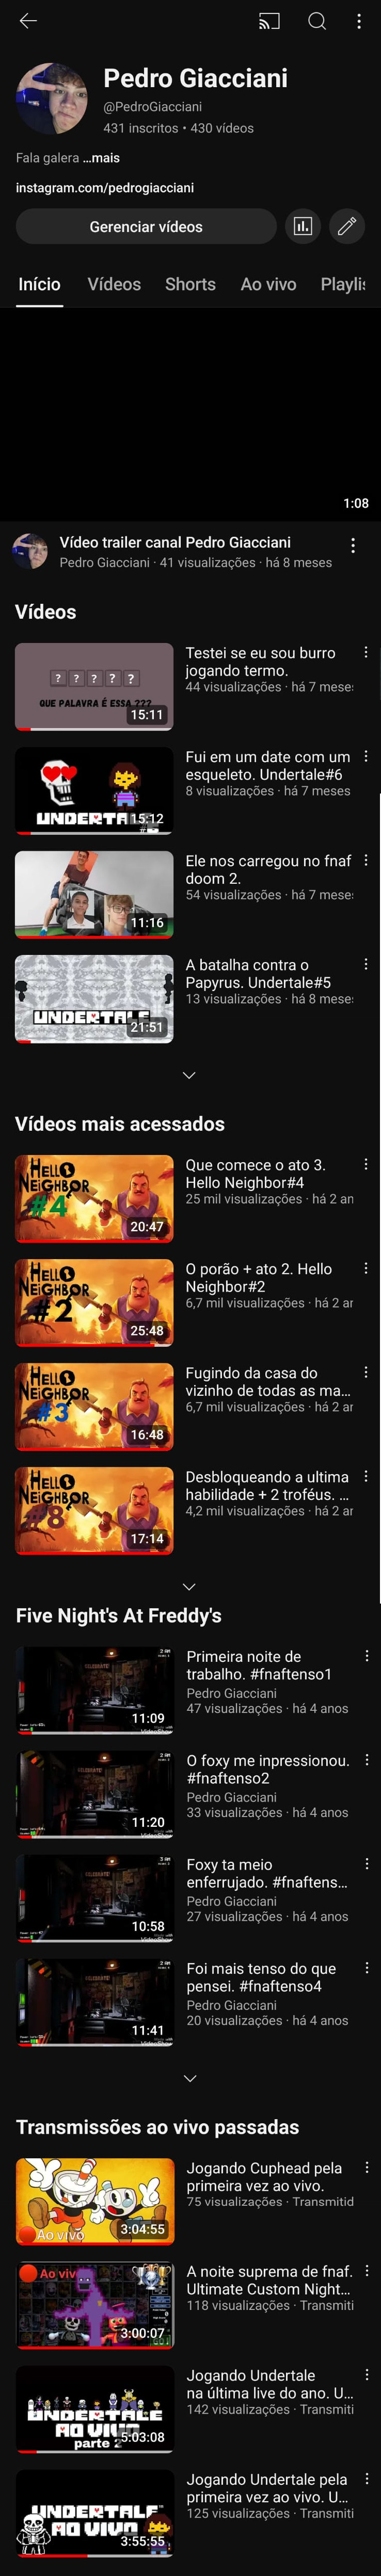 Pedro Giacciani
@PedroGiacciani
431 inscritos • 430 vídeos
Fala galera ...mais
instagram.com/pedrogiacciani
Gerenciar vídeos
Início Vídeos Shorts Ao vivo Playlis
1:08
Vídeo trailer canal Pedro Giacciani
Pedro Giacciani · 41 visualizações · há 8 meses
Vídeos
? ? ? ? ?
QUE PALAVRA É ESSA ???
15:11
Testei se eu sou burro
jogando termo.
44 visualizações · há 7 meses
UNDERTALE
15:12
Fui em um date com um
esqueleto. Undertale#6
8 visualizações · há 7 meses
11:16
Ele nos carregou no fnaf
doom 2.
54 visualizações · há 7 meses
UNDERTALE
21:51
A batalha contra o
Papyrus. Undertale#5
13 visualizações · há 8 meses
Vídeos mais acessados
HELLO
NEIGHBOR
#4
20:47
Que comece o ato 3.
Hello Neighbor#4
25 mil visualizações · há 2 an
HELLO
NEIGHBOR
#2
25:48
O porão + ato 2. Hello
Neighbor#2
6,7 mil visualizações · há 2 ar
HELLO
NEIGHBOR
#3
16:48
Fugindo da casa do
vizinho de todas as ma...
6,7 mil visualizações · há 2 ar
HELLO
NEIGHBOR
#8
17:14
Desbloqueando a ultima
habilidade + 2 troféus. ...
4,2 mil visualizações · há 2 ar
Five Night's At Freddy's
CELEBRATE!
11:09
Primeira noite de
trabalho. #fnaftenso1
Pedro Giacciani
47 visualizações · há 4 anos
CELEBRATE!
11:20
O foxy me inpressionou.
#fnaftenso2
Pedro Giacciani
33 visualizações · há 4 anos
CELEBRATE!
10:58
Foxy ta meio
enferrujado. #fnaftens...
Pedro Giacciani
27 visualizações · há 4 anos
CELEBRATE!
11:41
Foi mais tenso do que
pensei. #fnaftenso4
Pedro Giacciani
20 visualizações · há 4 anos
Transmissões ao vivo passadas
Ao vivo
3:04:55
Jogando Cuphead pela
primeira vez ao vivo.
75 visualizações · Transmitid
Ao vivo
3:00:07
A noite suprema de fnaf.
Ultimate Custom Night...
118 visualizações · Transmiti
UNDERTALE
AO VIVO
parte 2
5:03:08
Jogando Undertale
na última live do ano. U...
142 visualizações · Transmiti
UNDERTALE
AO VIVO
3:55:55
Jogando Undertale pela
primeira vez ao vivo. U...
125 visualizações · Transmiti